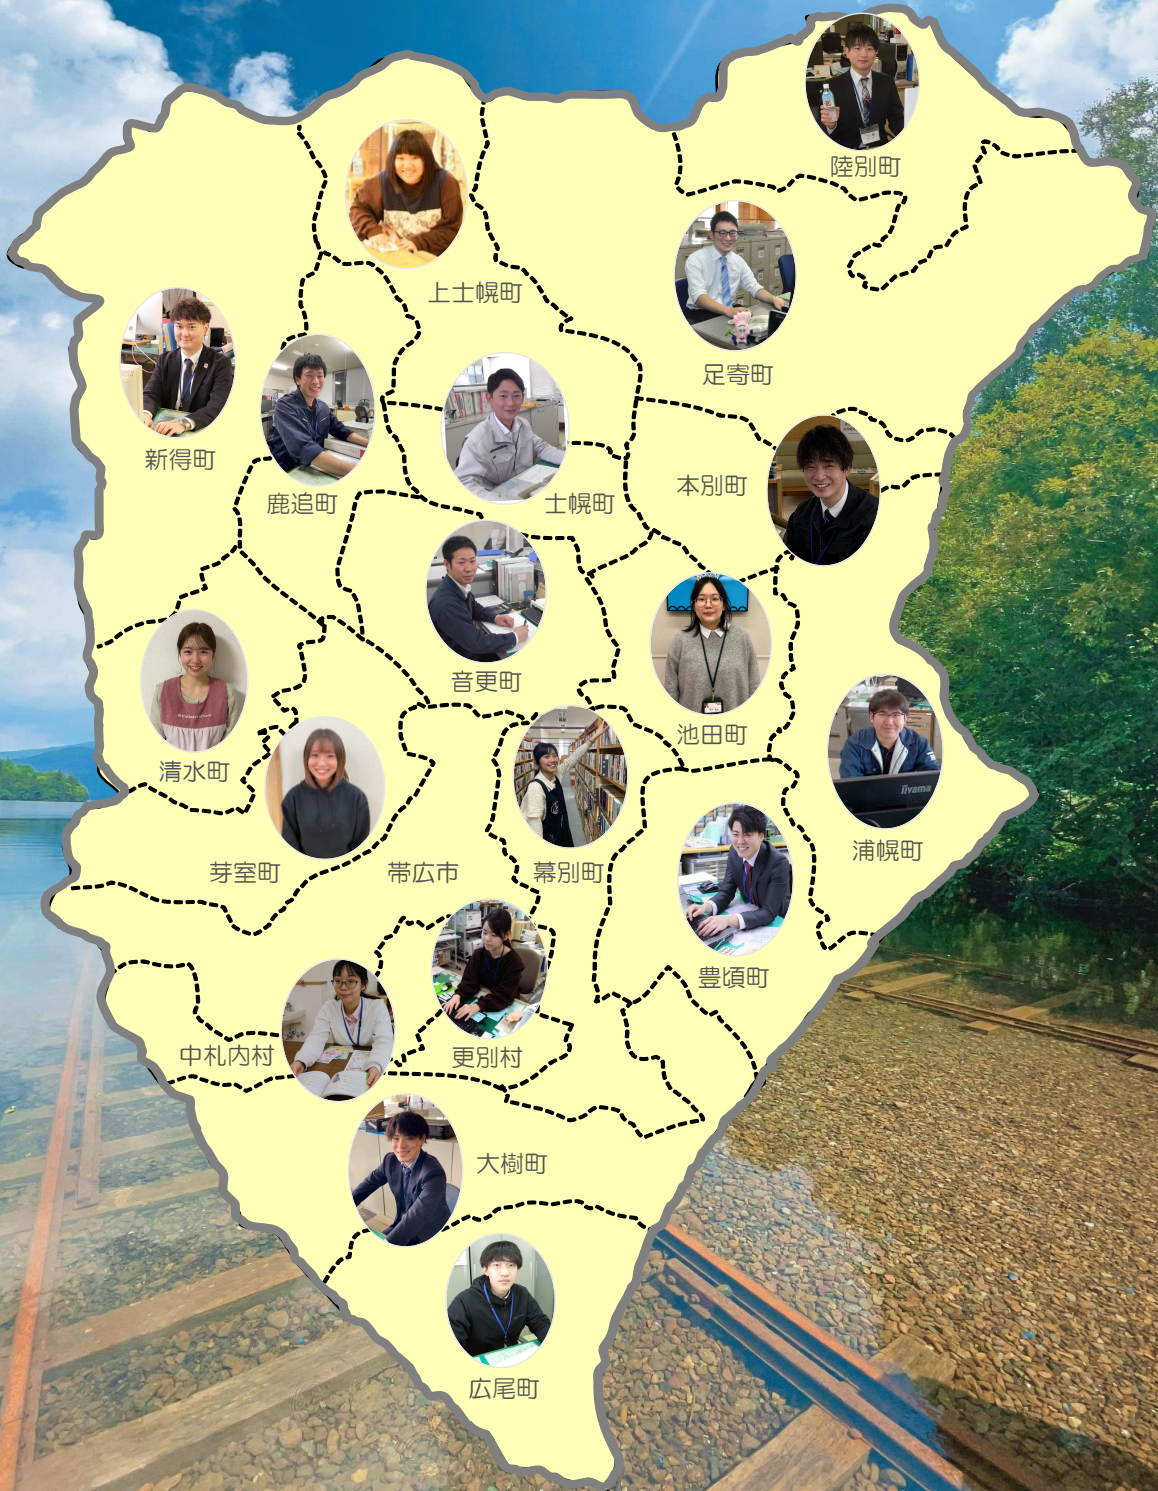 陸別町
上士幌町
足寄町
新得町
鹿追町
本別町
士幌町
音更町
池田町
清水町
浦幌町
iiyama
芽室町
帯広市
幕別町
豊頃町
中札内村
更別村
大樹町
広尾町